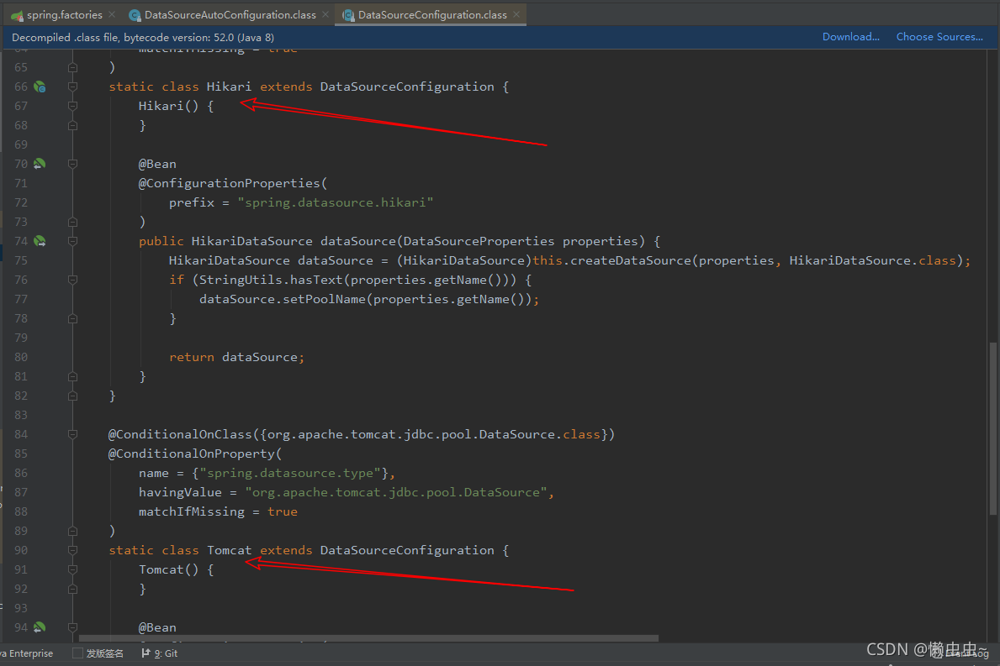 spring.factories × DataSourceAutoConfiguration.class × DataSourceConfiguration.class ×
Decompiled .class file, bytecode version: 52.0 (Java 8) Download... Choose Sources...
64 matchIfMissing = true
65 )
66 static class Hikari extends DataSourceConfiguration {
67 Hikari() {
68 }
69
70 @Bean
71 @ConfigurationProperties(
72 prefix = "spring.datasource.hikari"
73 )
74 public HikariDataSource dataSource(DataSourceProperties properties) {
75 HikariDataSource dataSource = (HikariDataSource)this.createDataSource(properties, HikariDataSource.class);
76 if (StringUtils.hasText(properties.getName())) {
77 dataSource.setPoolName(properties.getName());
78 }
79
80 return dataSource;
81 }
82 }
83
84 @ConditionalOnClass({org.apache.tomcat.jdbc.pool.DataSource.class})
85 @ConditionalOnProperty(
86 name = {"spring.datasource.type"},
87 havingValue = "org.apache.tomcat.jdbc.pool.DataSource",
88 matchIfMissing = true
89 )
90 static class Tomcat extends DataSourceConfiguration {
91 Tomcat() {
92 }
93
94 @Bean
va Enterprise 发版签名 9: Git Event Log
CSDN @懒虫虫~